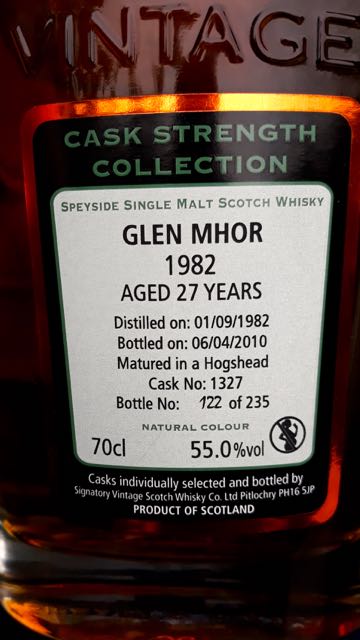 VINTAGE
CASK STRENGTH
COLLECTION
SPEYSIDE SINGLE MALT SCOTCH WHISKY
GLEN MHOR
1982
AGED 27 YEARS
Distilled on: 01/09/1982
Bottled on: 06/04/2010
Matured in a Hogshead
Cask No: 1327
Bottle No: 122 of 235
NATURAL COLOUR
70cl 55.0%vol
Casks individually selected and bottled by
Signatory Vintage Scotch Whisky Co. Ltd Pitlochry PH16 5JP
PRODUCT OF SCOTLAND